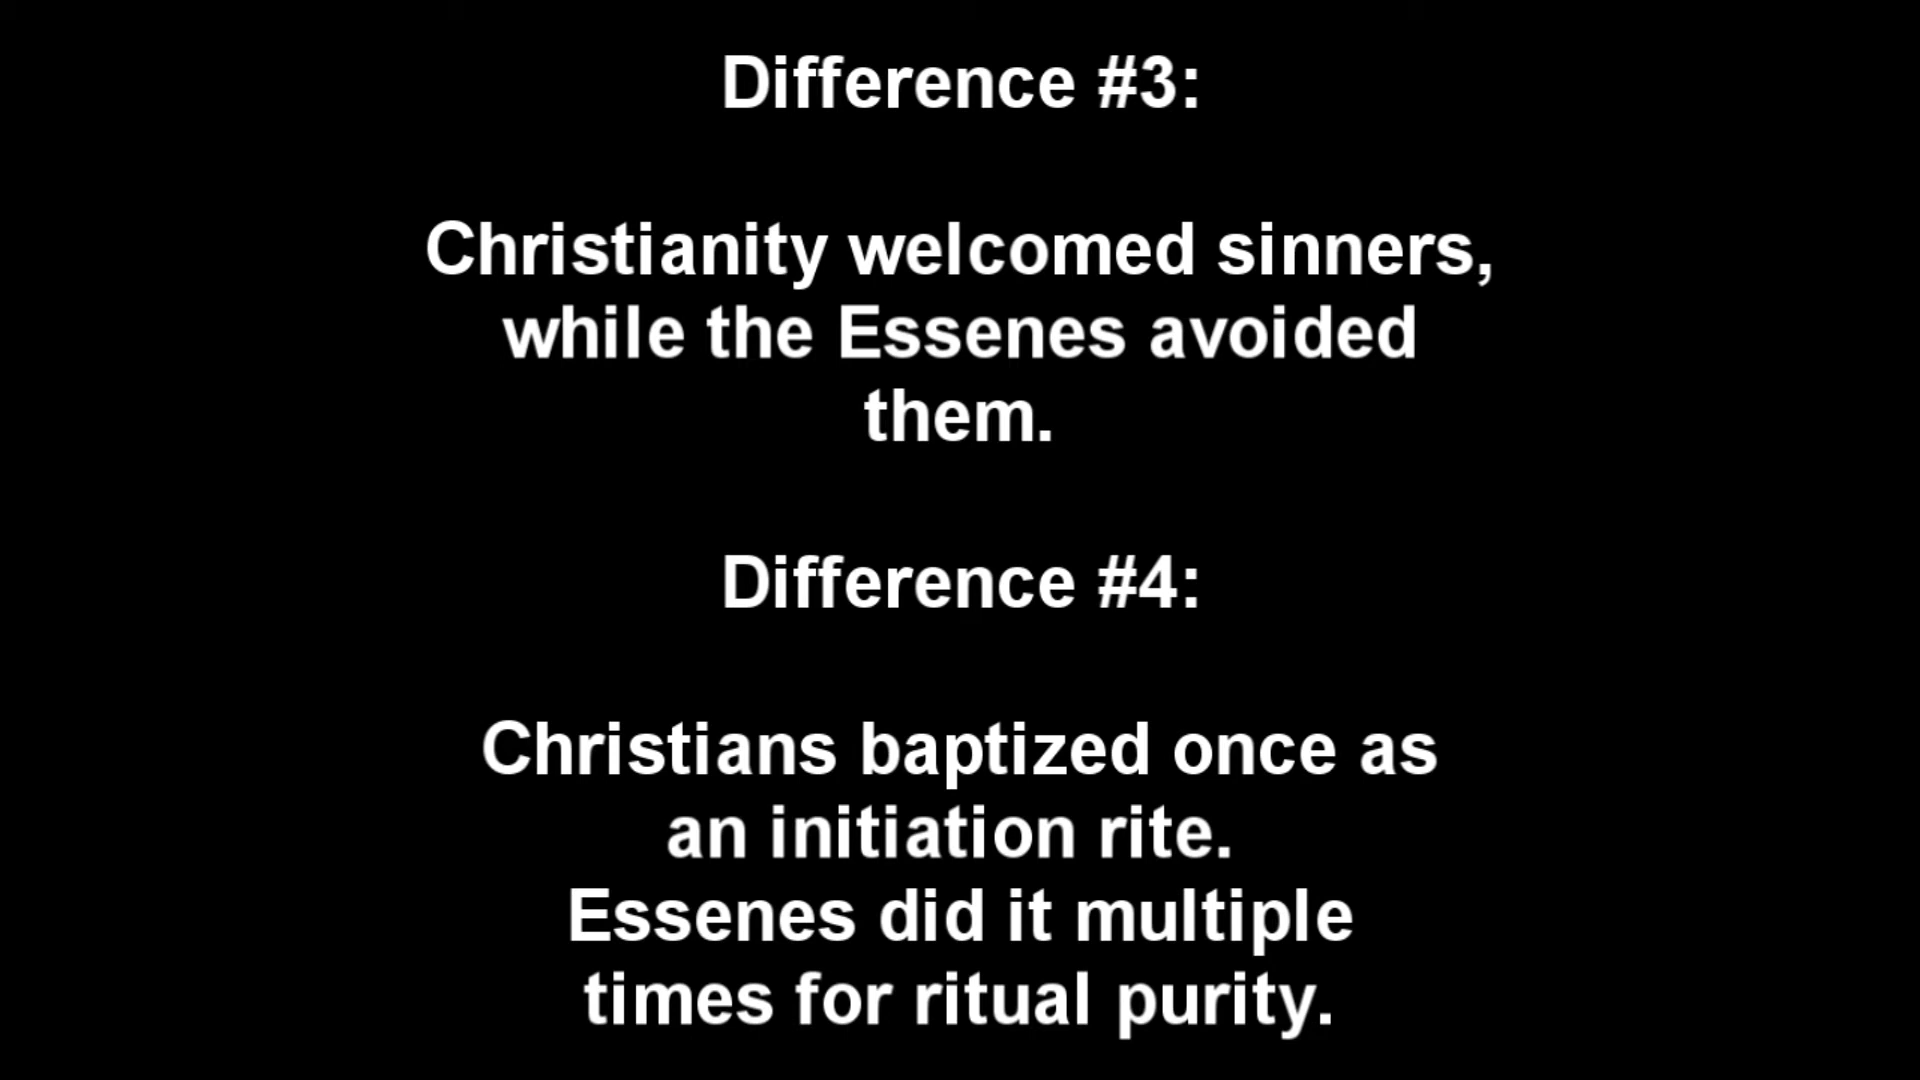 Difference #3:
Christianity welcomed sinners,
while the Essenes avoided
them.
Difference #4:
Christians baptized once as
an initiation rite.
Essenes did it multiple
times for ritual purity.